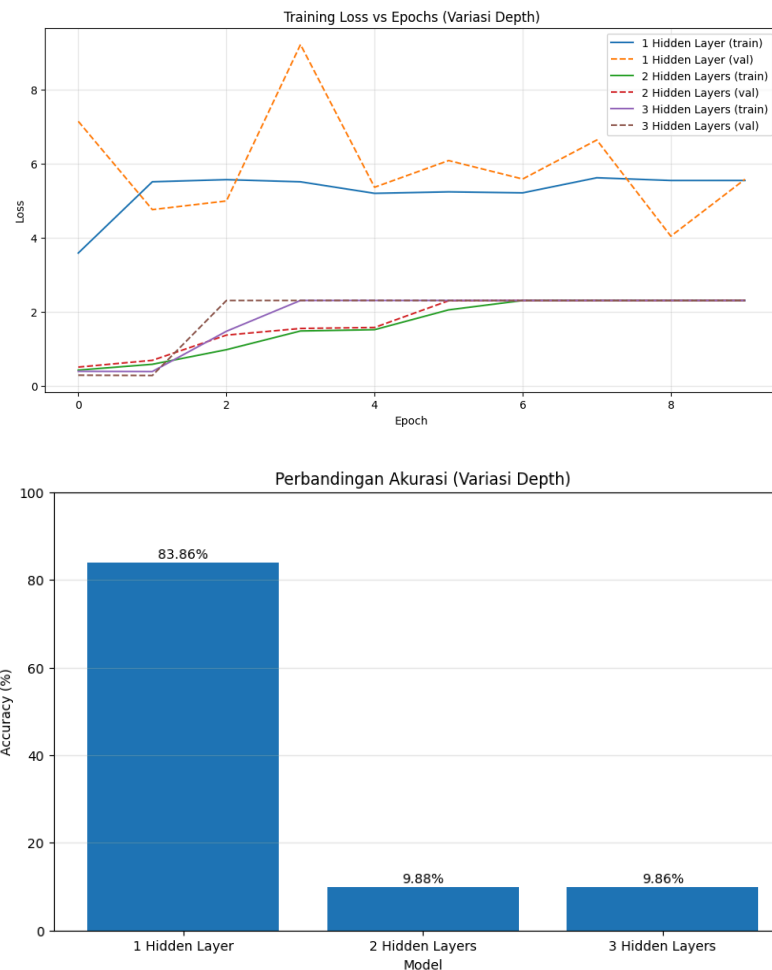 Training Loss vs Epochs (Variasi Depth)
1 Hidden Layer (train)
1 Hidden Layer (val)
2 Hidden Layers (train)
2 Hidden Layers (val)
3 Hidden Layers (train)
3 Hidden Layers (val)
8
6
4
2
0
Loss
0 2 4 6 8
Epoch
Perbandingan Akurasi (Variasi Depth)
100
80
60
40
20
0
Accuracy (%)
83.86%
9.88% 9.86%
1 Hidden Layer 2 Hidden Layers 3 Hidden Layers
Model